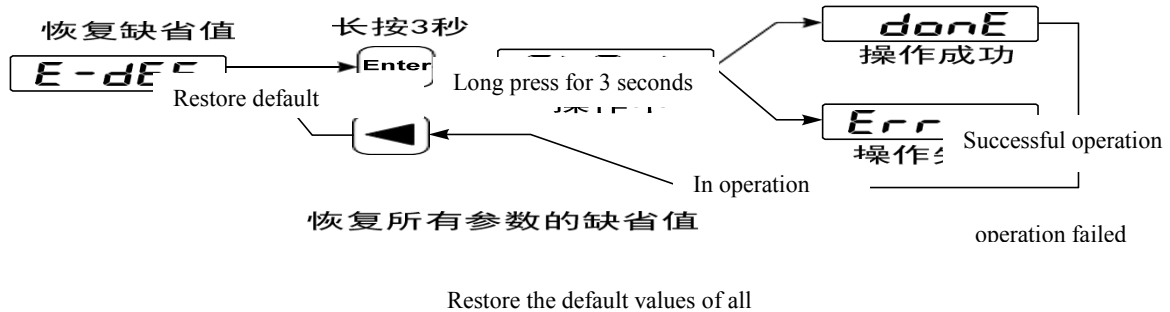 恢复缺省值
长按3秒
donE
操作成功
E-dEF
Enter
Long press for 3 seconds
Restore default
Err
操作
Successful operation
In operation
恢复所有参数的缺省值
operation failed
Restore the default values of all